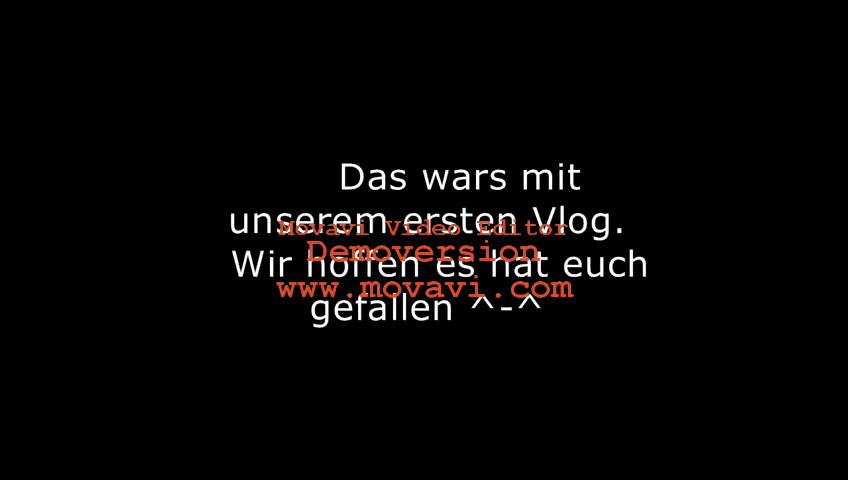 Das wars mit
unserem ersten Vlog.
Movavi Video Editor
Demoversion
Wir hoffen es hat euch
www.movavi.com
gefallen ^-^